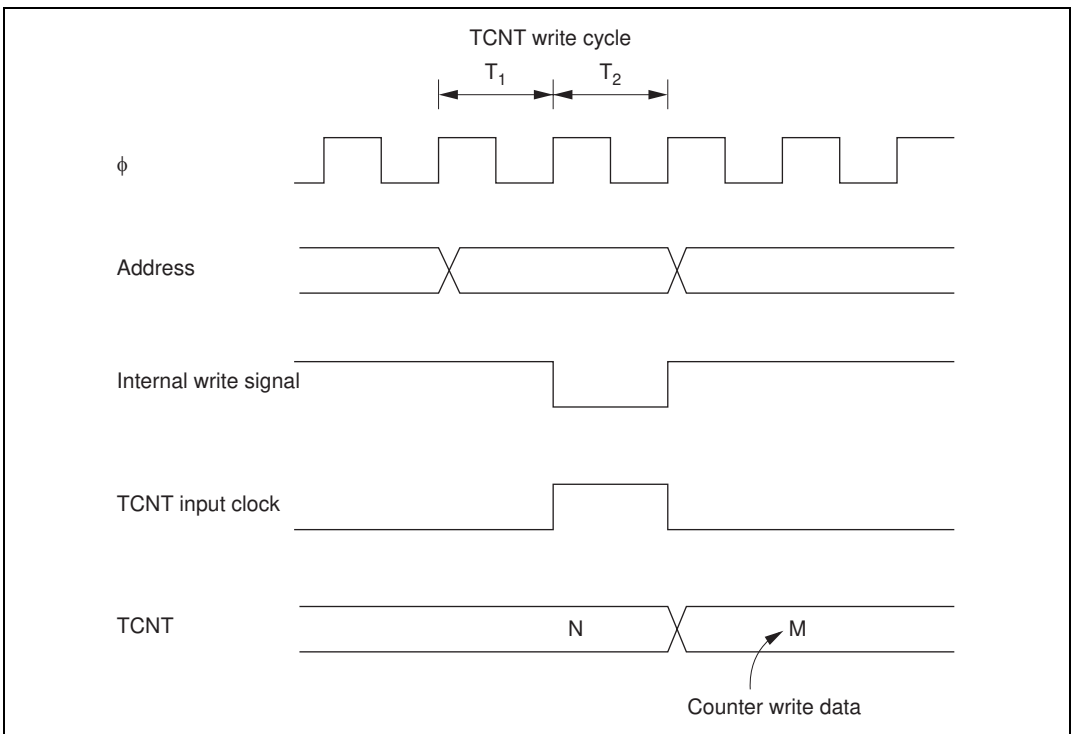 TCNT write cycle
T1 T2
ϕ
Address
Internal write signal
TCNT input clock
TCNT N M
Counter write data